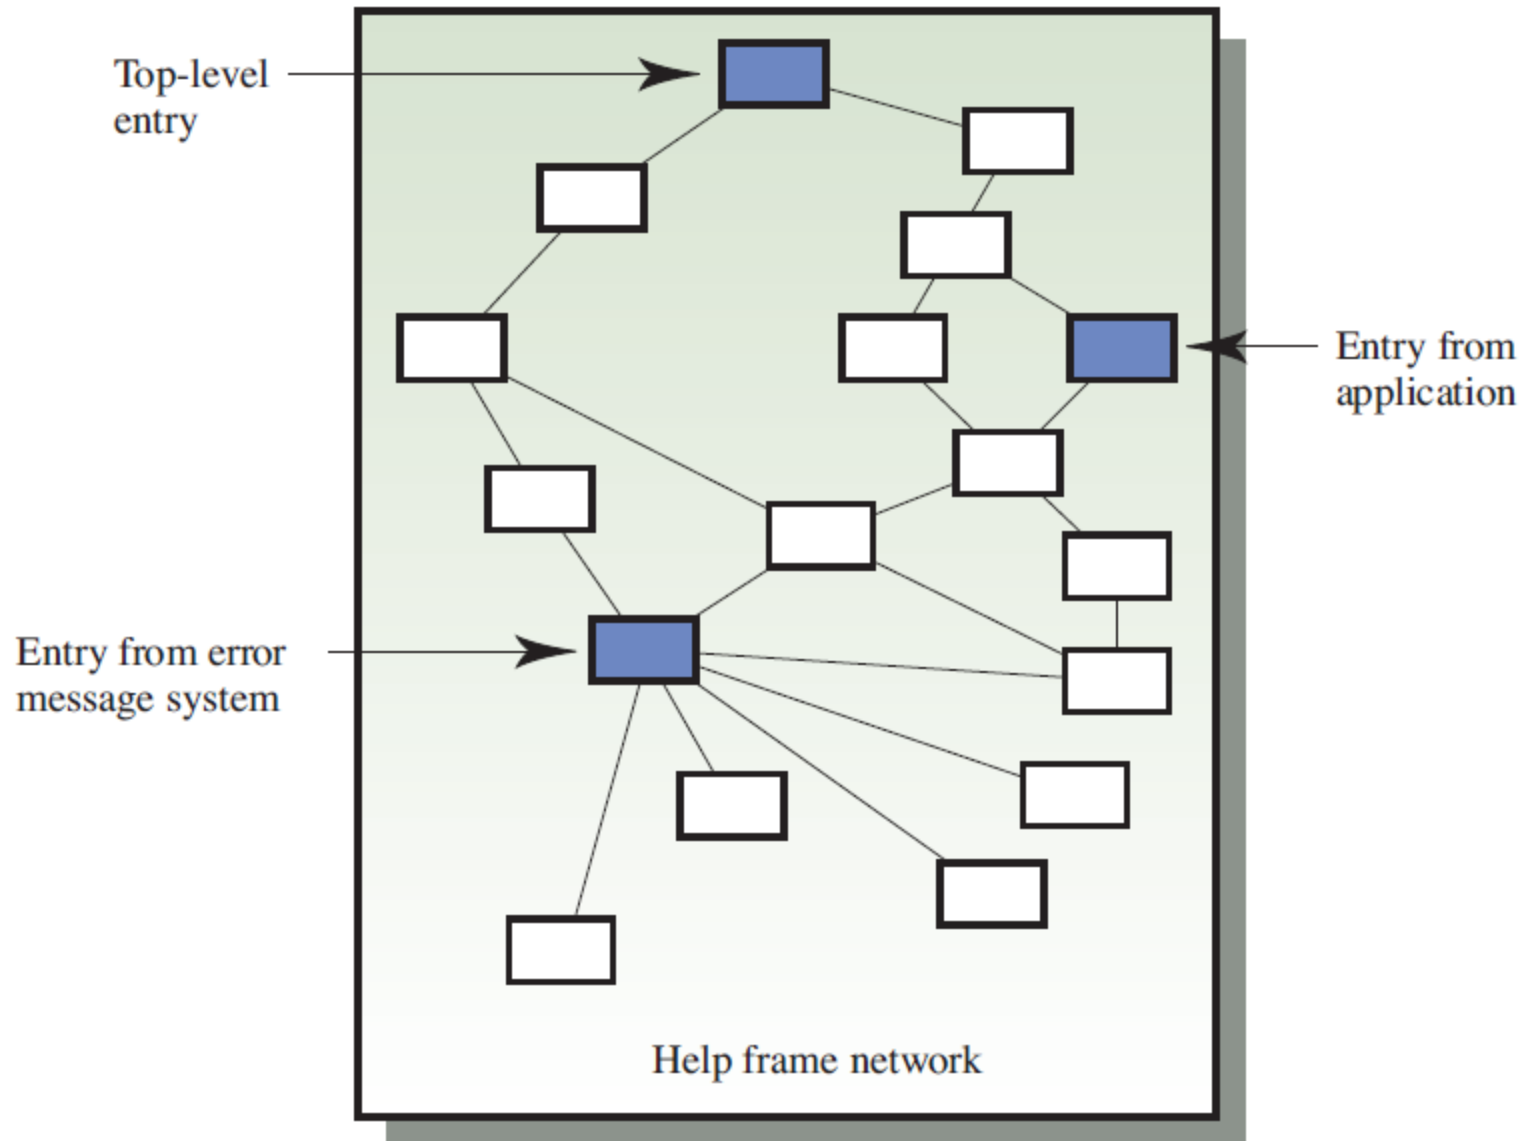 Top-level
entry
Entry from
application
Entry from error
message system
Help frame network